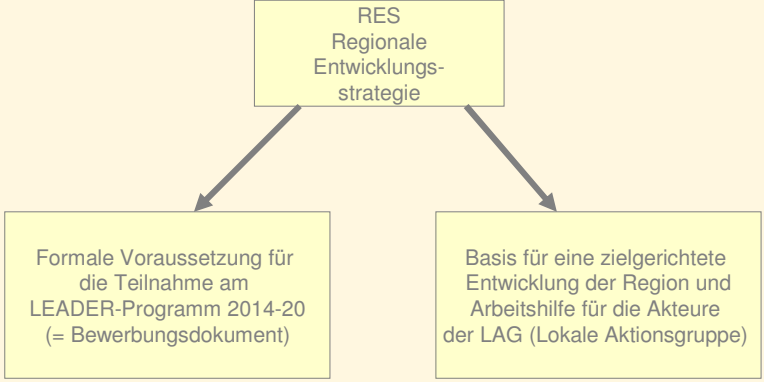 RES
Regionale
Entwicklungs-
strategie
Formale Voraussetzung für
die Teilnahme am
LEADER-Programm 2014-20
(= Bewerbungsdokument)
Basis für eine zielgerichtete
Entwicklung der Region und
Arbeitshilfe für die Akteure
der LAG (Lokale Aktionsgruppe)